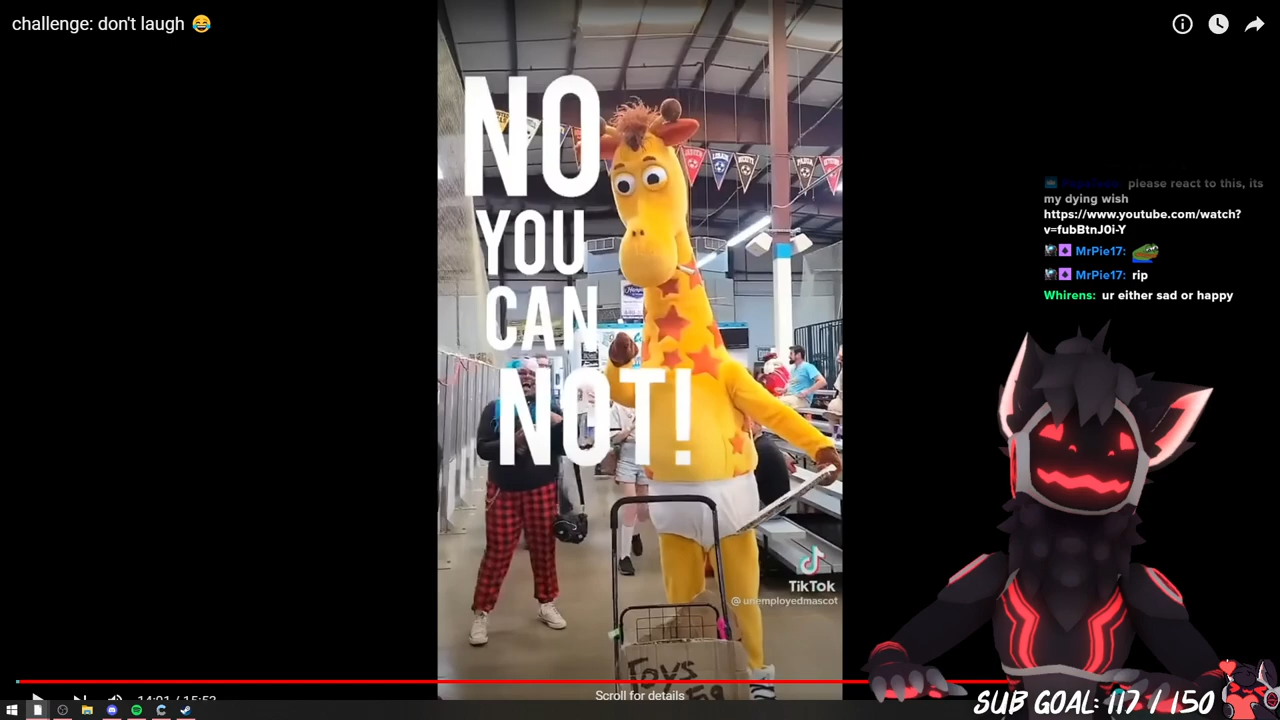 challenge: don't laugh 😂
NO
YOU
CAN
NOT!
please react to this, its
my dying wish
https://www.youtube.com/watch?
v=fubBtnJ0i-Y
MrPie17:
MrPie17: rip
Whirens: ur either sad or happy
TikTok
@unemployedmascot
Toys
Scroll for details
SUB GOAL: 117 / 150